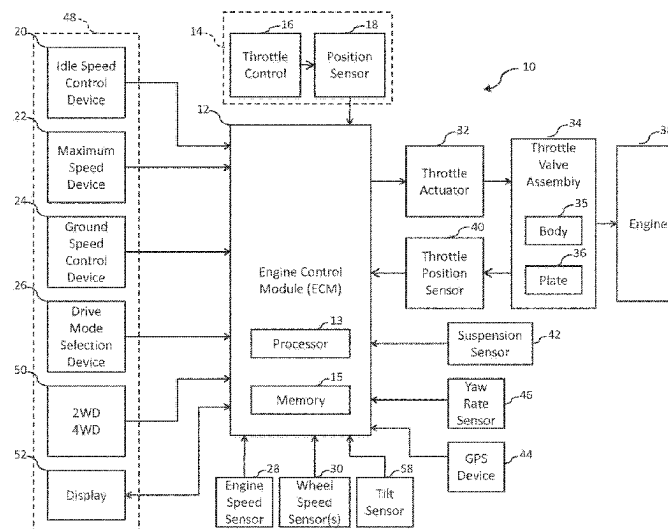 48
20
Idle Speed
Control
Device
22
Maximum
Speed
Device
24
Ground
Speed
Control
Device
26
Drive
Mode
Selection
Device
50
2WD
4WD
52
Display
14
16
Throttle
Control
18
Position
Sensor
10
12
Engine Control
Module (ECM)
13
Processor
15
Memory
32
Throttle
Actuator
34
Throttle
Valve
Assembly
35
Body
36
Plate
Engine
40
Throttle
Position
Sensor
Suspension
Sensor
42
Yaw
Rate
Sensor
46
GPS
Device
44
Engine
Speed
Sensor
28
Wheel
Speed
Sensor(s)
30
Tilt
Sensor
58